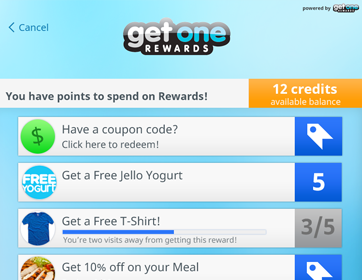 powered by get one
Cancel
get one
REWARDS
You have points to spend on Rewards!
12 credits
available balance
Have a coupon code?
Click here to redeem!
FREE
YOGURT
Get a Free Jello Yogurt
5
Get a Free T-Shirt!
You're two visits away from getting this reward!
3/5
Get 10% off on your Meal